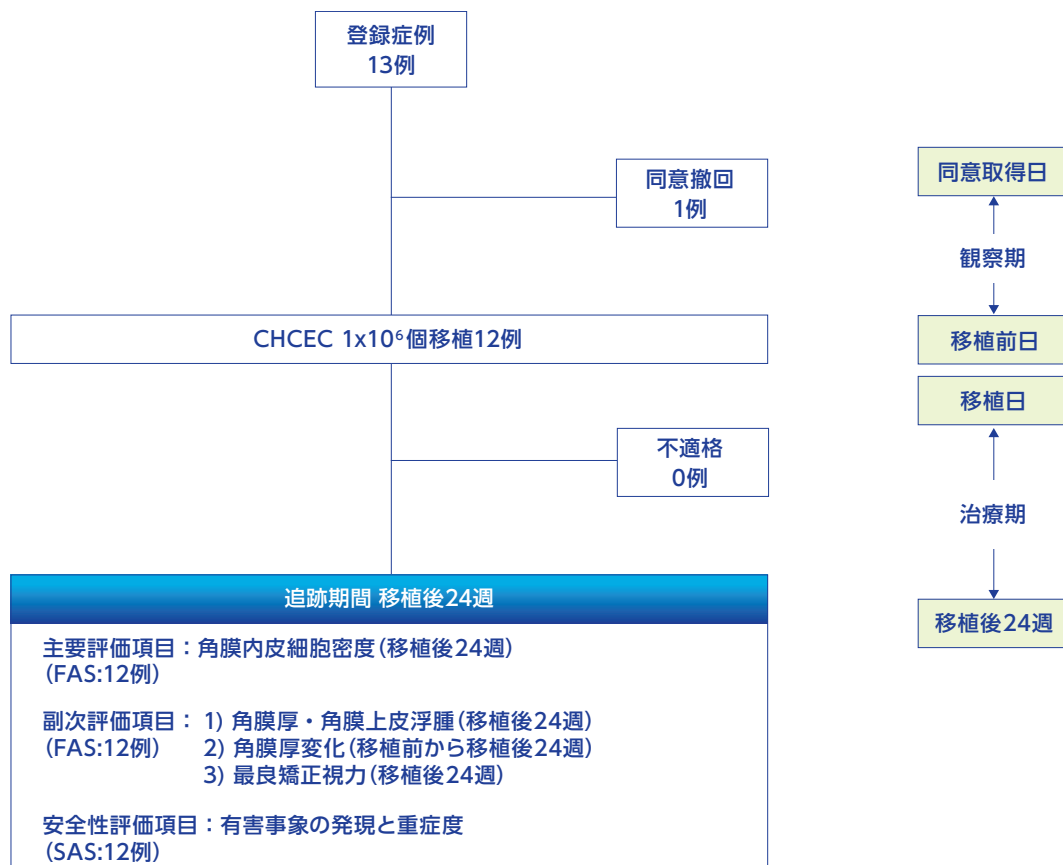 登録症例
13例
同意撤回
1例
CHCEC 1x10⁶個移植12例
不適格
0例
追跡期間 移植後24週
主要評価項目：角膜内皮細胞密度(移植後24週)
(FAS:12例)
副次評価項目： 1) 角膜厚・角膜上皮浮腫(移植後24週)
(FAS:12例) 2) 角膜厚変化(移植前から移植後24週)
3) 最良矯正視力(移植後24週)
安全性評価項目：有害事象の発現と重症度
(SAS:12例)
同意取得日
観察期
移植前日
移植日
治療期
移植後24週